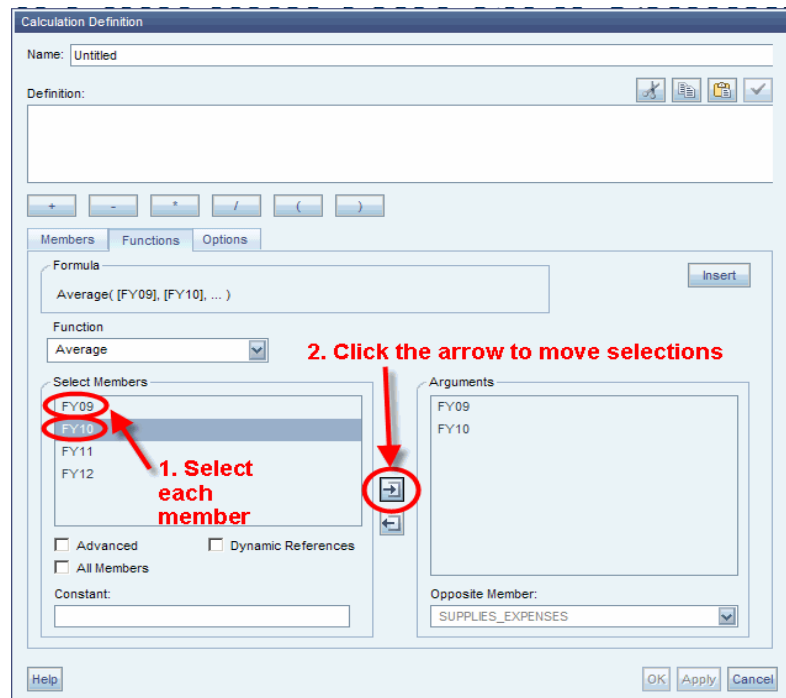 Calculation Definition
Name: Untitled
Definition:
+ - * / ( )
Members Functions Options
Formula
Insert
Average( [FY09], [FY10], ... )
Function
Average
2. Click the arrow to move selections
Select Members
Arguments
FY09
FY09
FY10
FY10
FY11
FY12
1. Select
each
member
Advanced
Dynamic References
All Members
Constant:
Opposite Member:
SUPPLIES_EXPENSES
Help
OK Apply Cancel